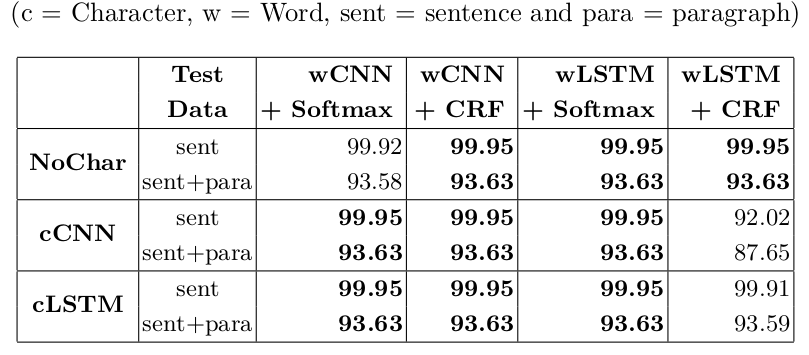 (c = Character, w = Word, sent = sentence and para = paragraph)
Test Data wCNN + Softmax wCNN + CRF wLSTM + Softmax wLSTM + CRF
NoChar sent 99.92 99.95 99.95 99.95
sent+para 93.58 93.63 93.63 93.63
cCNN sent 99.95 99.95 99.95 92.02
sent+para 93.63 93.63 93.63 87.65
cLSTM sent 99.95 99.95 99.95 99.91
sent+para 93.63 93.63 93.63 93.59